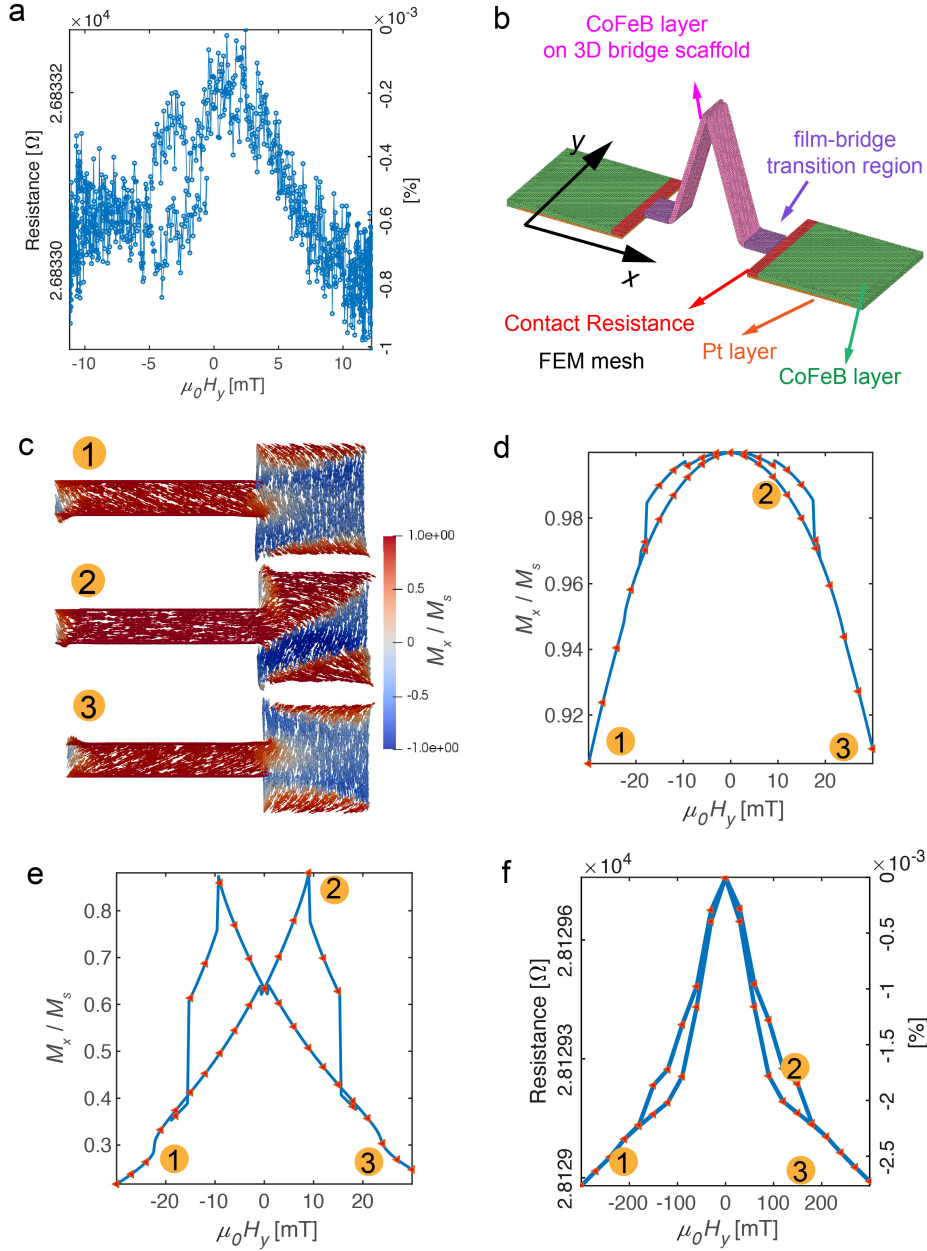 a
×10⁴
×10⁻³
Resistance [Ω]
2.68332
2.68330
0
-0.2
-0.4
-0.6
-0.8
-1
[%]
-10 -5 0 5 10
μ₀Hy [mT]
b
CoFeB layer
on 3D bridge scaffold
film-bridge
transition region
y
x
Contact Resistance
FEM mesh
Pt layer
CoFeB layer
c
1
2
3
1.0e+00
0.5
0
-0.5
-1.0e+00
Mx / Ms
d
Mx / Ms
0.98
0.96
0.94
0.92
2
1
3
-20 -10 0 10 20
μ₀Hy [mT]
e
Mx / Ms
0.8
0.7
0.6
0.5
0.4
0.3
2
1
3
-20 -10 0 10 20
μ₀Hy [mT]
f
×10⁴
×10⁻³
Resistance [Ω]
2.81296
2.81293
2.8129
0
-0.5
-1
-1.5
-2
-2.5
[%]
2
1
3
-200 -100 0 100 200
μ₀Hy [mT]